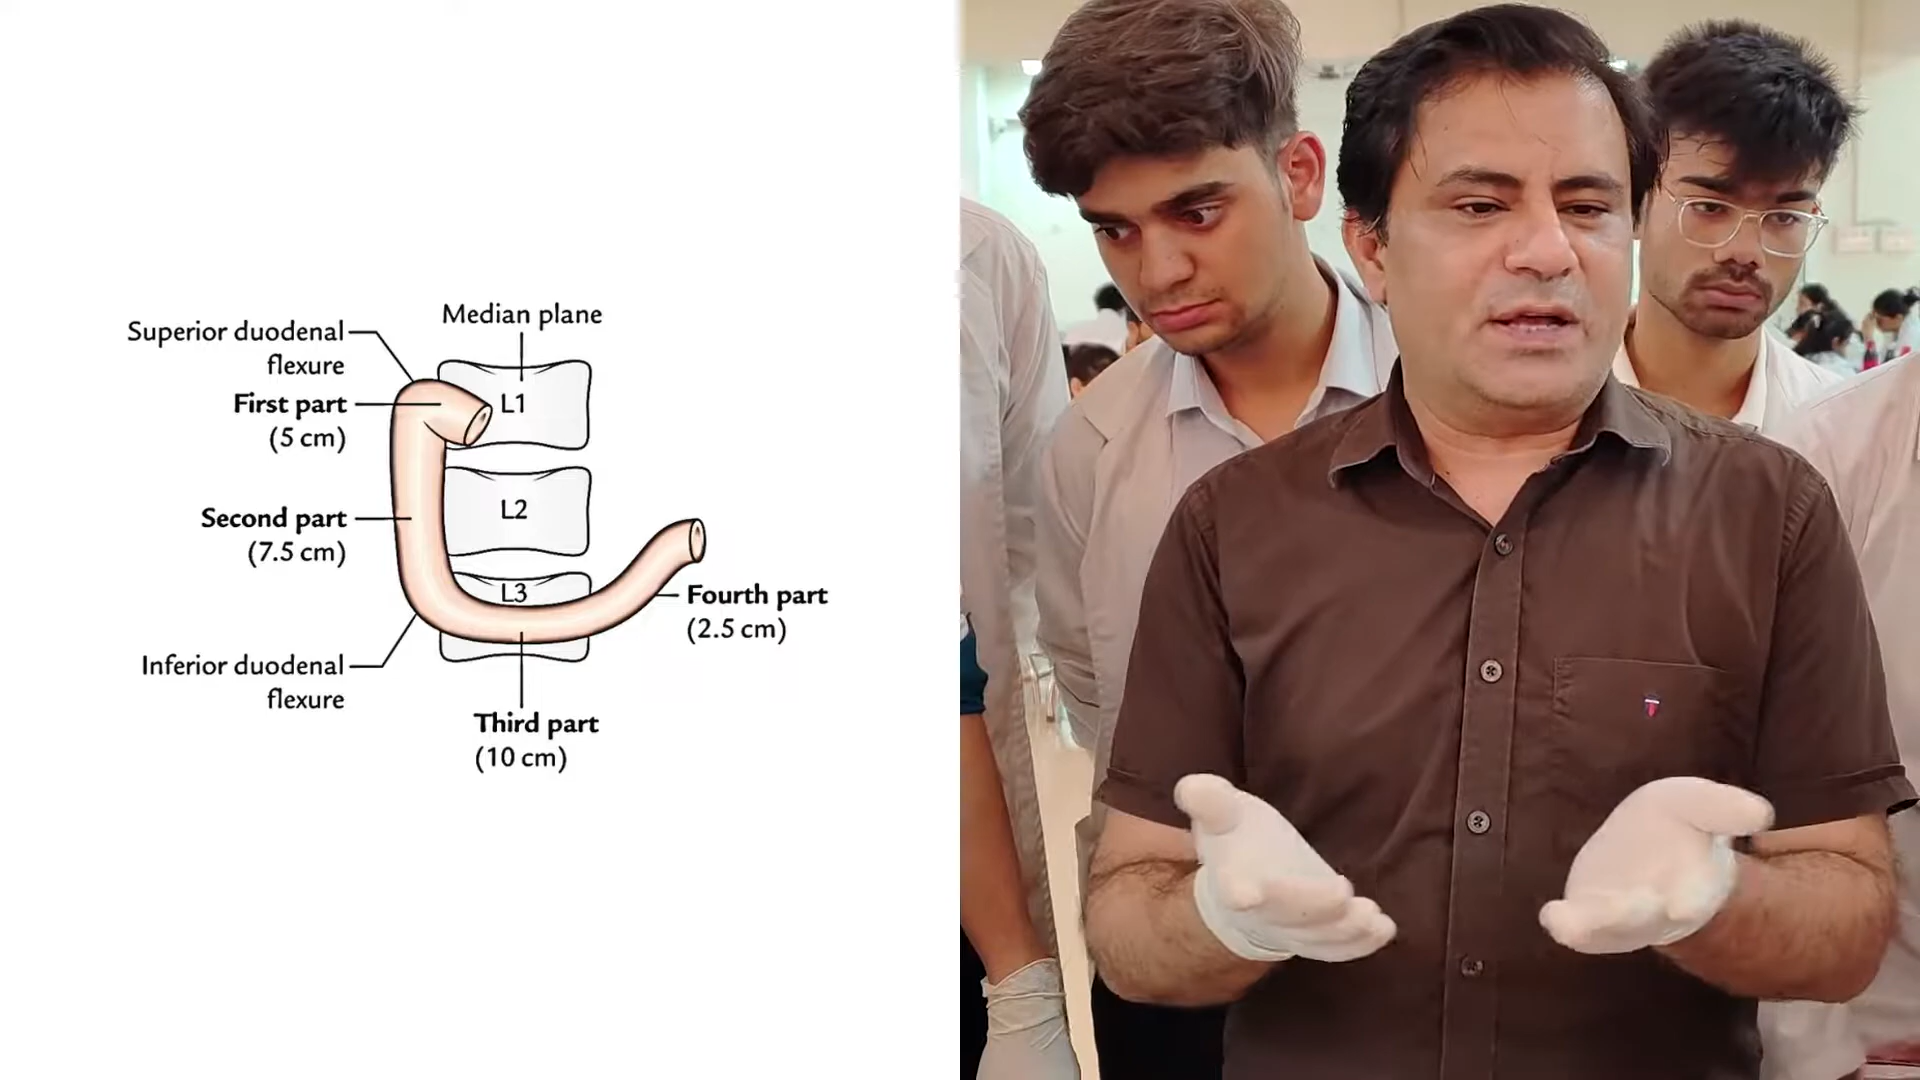 Median plane
Superior duodenal
flexure
First part
(5 cm)
L1
Second part
(7.5 cm)
L2
L3
Fourth part
(2.5 cm)
Inferior duodenal
flexure
Third part
(10 cm)